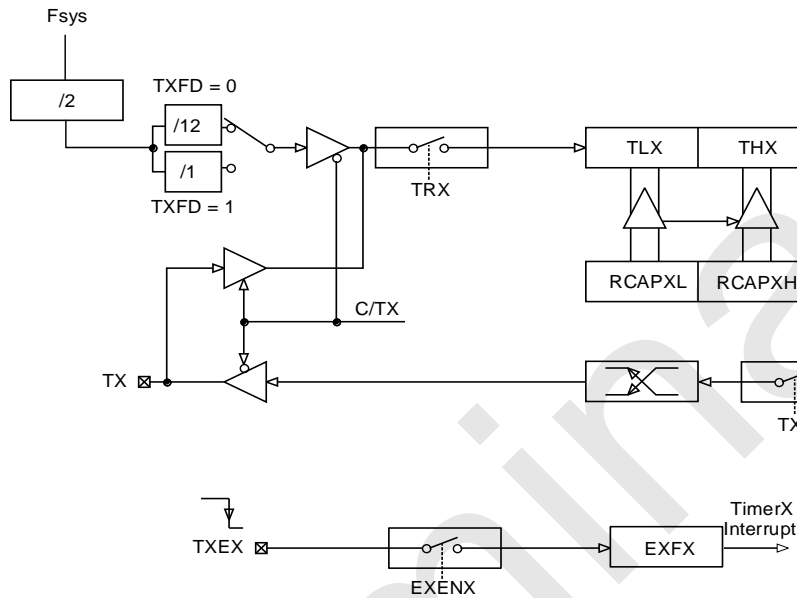 Fsys
/2
TXFD = 0
/12
/1
TXFD = 1
TRX
TLX
THX
RCAPXL
RCAPXH
C/TX
TX
TXEX
EXENX
EXFX
TimerX
Interrupt